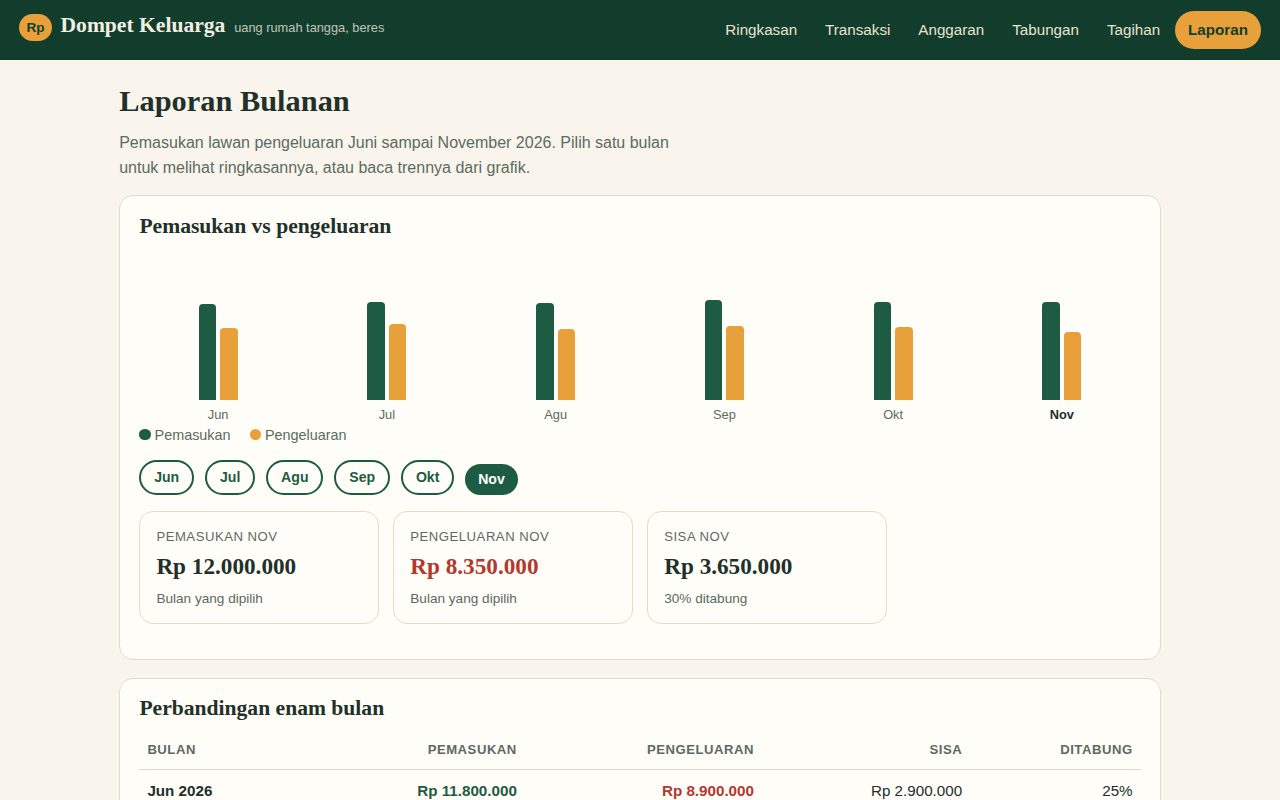 Rp Dompet Keluarga uang rumah tangga, beres Ringkasan Transaksi Anggaran Tabungan Tagihan Laporan
Laporan Bulanan
Pemasukan lawan pengeluaran Juni sampai November 2026. Pilih satu bulan
untuk melihat ringkasannya, atau baca trennya dari grafik.
Pemasukan vs pengeluaran
Jun Jul Agu Sep Okt Nov
Pemasukan Pengeluaran
Jun Jul Agu Sep Okt Nov
PEMASUKAN NOV PENGELUARAN NOV SISA NOV
Rp 12.000.000 Rp 8.350.000 Rp 3.650.000
Bulan yang dipilih Bulan yang dipilih 30% ditabung
Perbandingan enam bulan
BULAN PEMASUKAN PENGELUARAN SISA DITABUNG
Jun 2026 Rp 11.800.000 Rp 8.900.000 Rp 2.900.000 25%